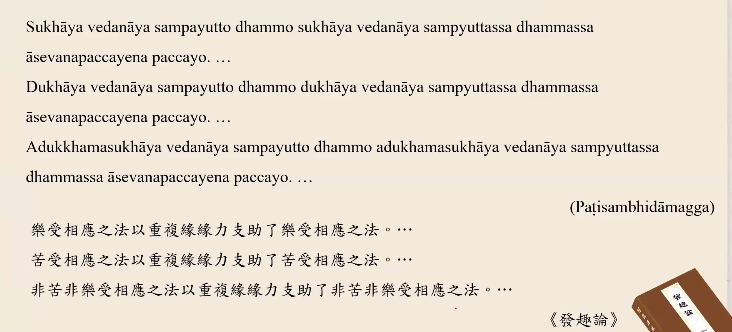 Sukhāya vedanāya sampayutto dhammo sukhāya vedanāya sampyuttassa dhammassa
āsevanapaccayena paccayo. …
Dukhāya vedanāya sampayutto dhammo dukhāya vedanāya sampyuttassa dhammassa
āsevanapaccayena paccayo. …
Adukkhamasukhāya vedanāya sampayutto dhammo adukhamasukhāya vedanāya sampyuttassa
dhammassa āsevanapaccayena paccayo. …
(Paṭisambhidāmagga)
樂受相應之法以重複緣緣力支助了樂受相應之法。…
苦受相應之法以重複緣緣力支助了苦受相應之法。…
非苦非樂受相應之法以重複緣緣力支助了非苦非樂受相應之法。…
《發趣論》
發趣論